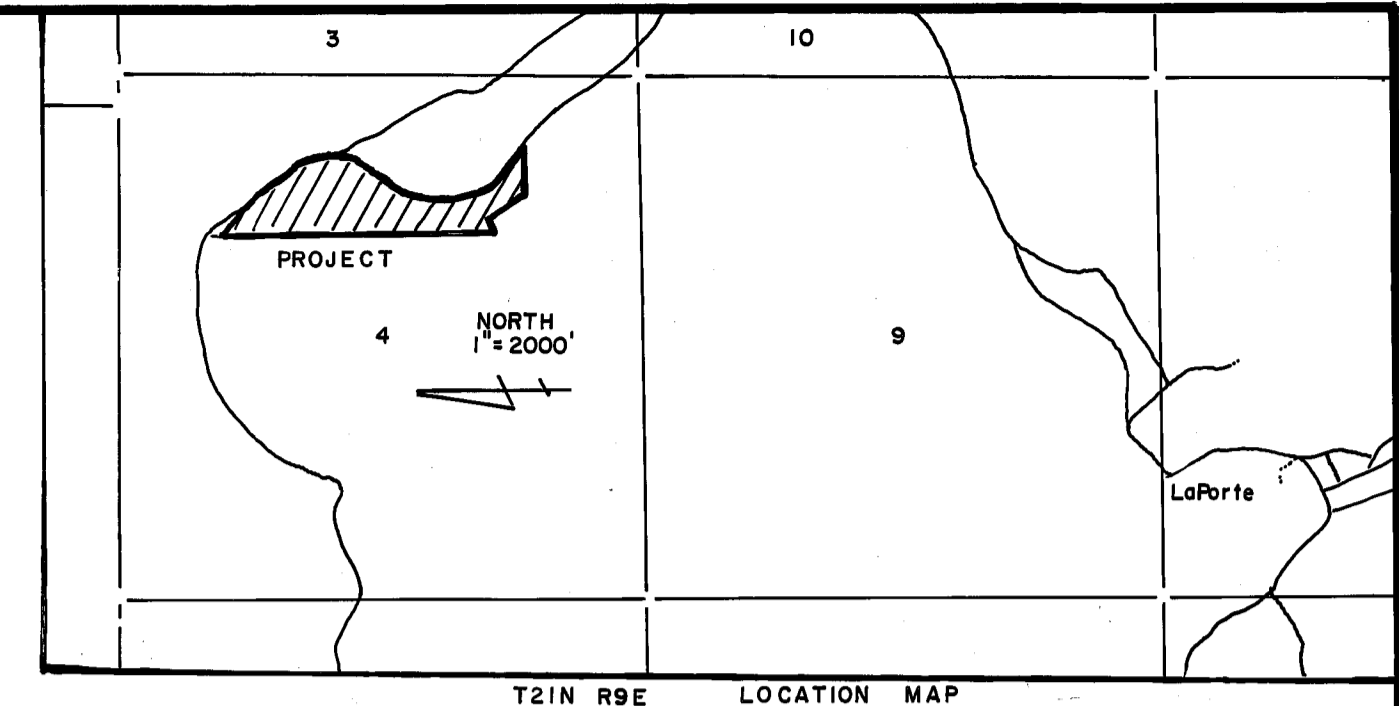 3
10
PROJECT
4
NORTH
1"=2000'
9
LaPorte
T21N R9E LOCATION MAP